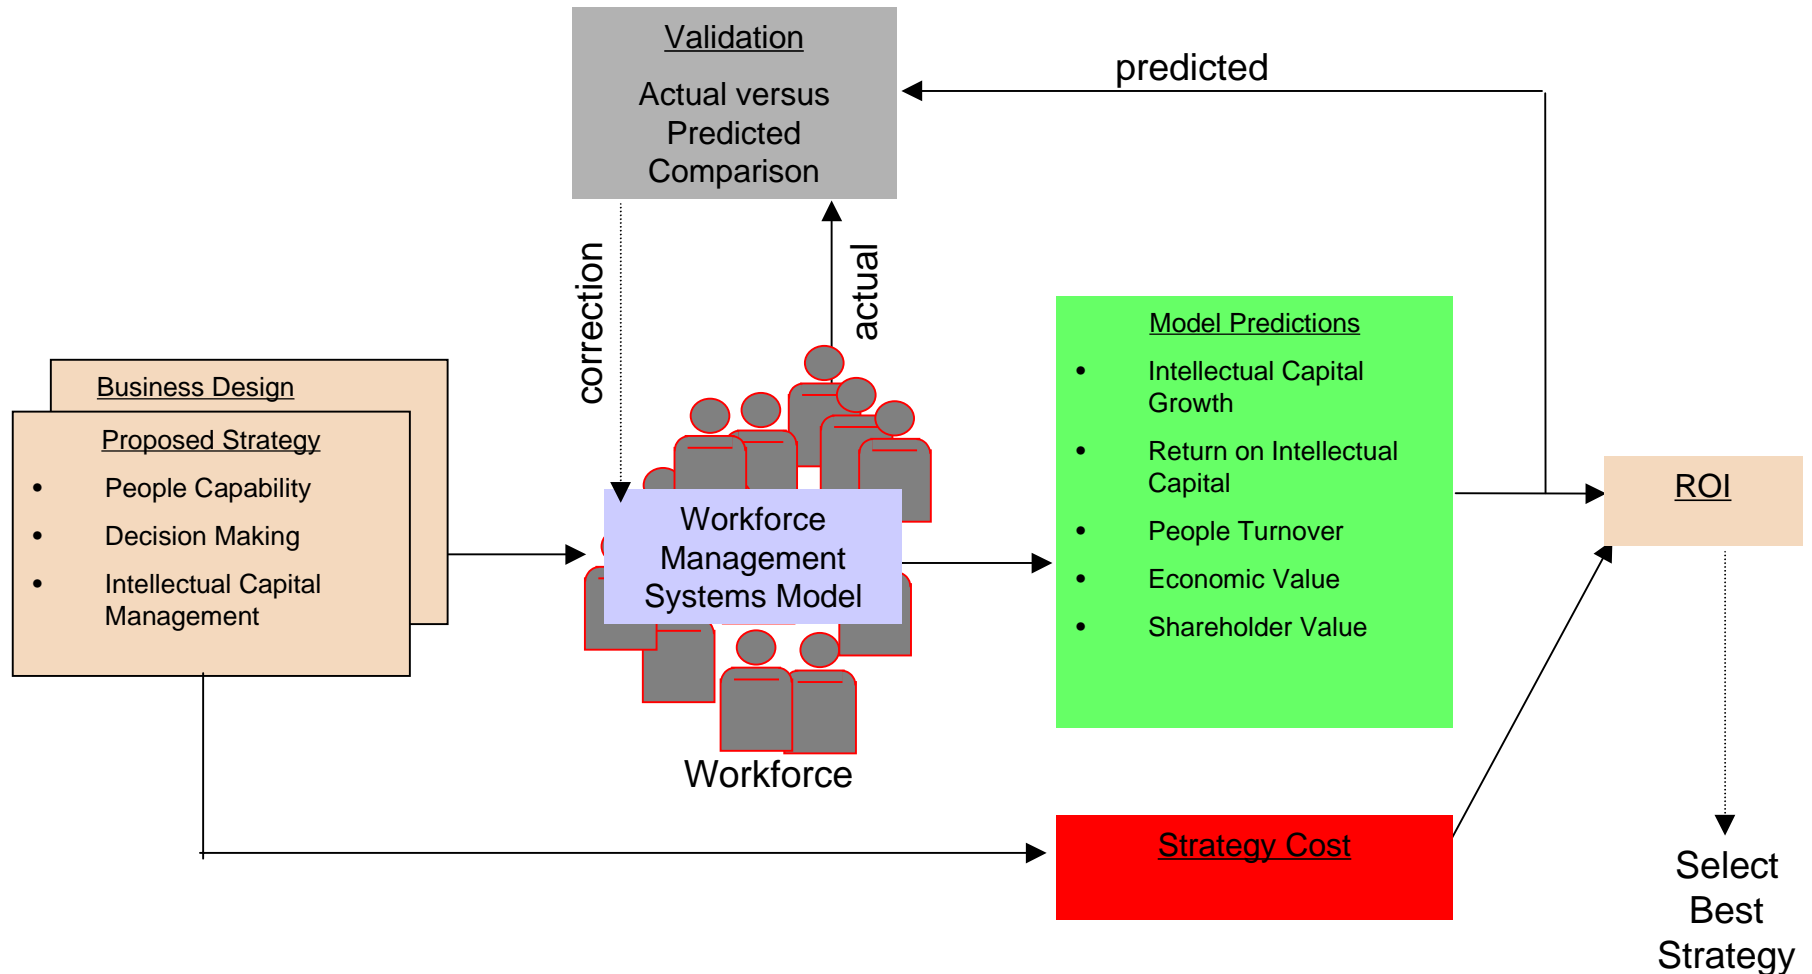 Validation
Actual versus
Predicted
Comparison
predicted
correction
actual
Business Design
Proposed Strategy
• People Capability
• Decision Making
• Intellectual Capital
Management
Workforce
Management
Systems Model
Workforce
Model Predictions
• Intellectual Capital
Growth
• Return on Intellectual
Capital
• People Turnover
• Economic Value
• Shareholder Value
Strategy Cost
ROI
Select
Best
Strategy